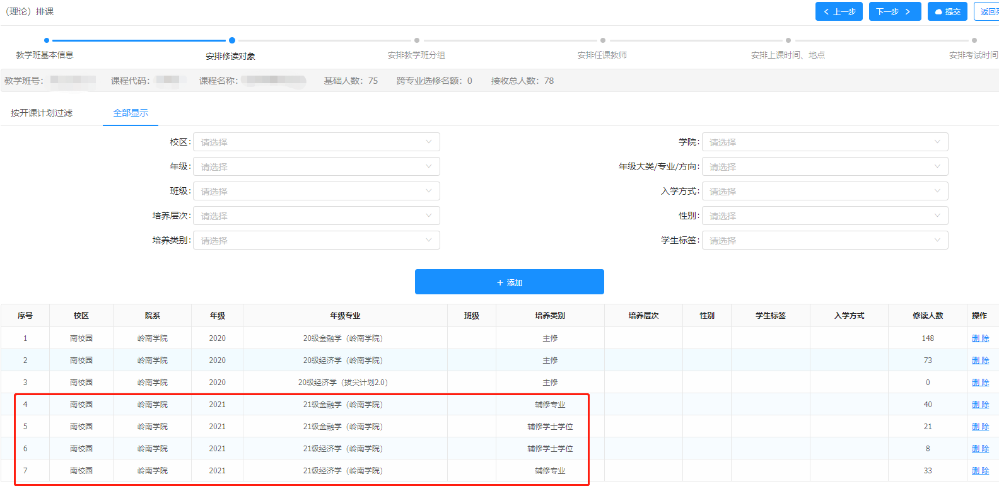 （理论）排课
上一步 下一步 提交 返回列
教学班基本信息 安排修读对象 安排教学班分组 安排任课教师 安排上课时间、地点 安排考试时间
教学班号： 课程代码： 课程名称： 基础人数：75 跨专业选修名额：0 接收总人数：78
按开课计划过滤 全部显示
校区： 请选择 学院： 请选择
年级： 请选择 年级大类/专业/方向： 请选择
班级： 请选择 入学方式： 请选择
培养层次： 请选择 性别： 请选择
培养类别： 请选择 学生标签： 请选择
+ 添加
序号 校区 院系 年级 年级专业 班级 培养类别 培养层次 性别 学生标签 入学方式 修读人数 操作
1 南校园 岭南学院 2020 20级金融学（岭南学院） 主修 148 删 除
2 南校园 岭南学院 2020 20级经济学（岭南学院） 主修 73 删 除
3 南校园 岭南学院 2020 20级经济学（拔尖计划2.0） 主修 0 删 除
4 南校园 岭南学院 2021 21级金融学（岭南学院） 辅修专业 40 删 除
5 南校园 岭南学院 2021 21级金融学（岭南学院） 辅修学士学位 21 删 除
6 南校园 岭南学院 2021 21级经济学（岭南学院） 辅修学士学位 8 删 除
7 南校园 岭南学院 2021 21级经济学（岭南学院） 辅修专业 33 删 除